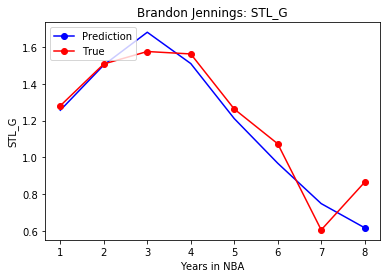 Brandon Jennings: STL_G
Prediction
True
STL_G
1.6
1.4
1.2
1.0
0.8
0.6
1 2 3 4 5 6 7 8
Years in NBA